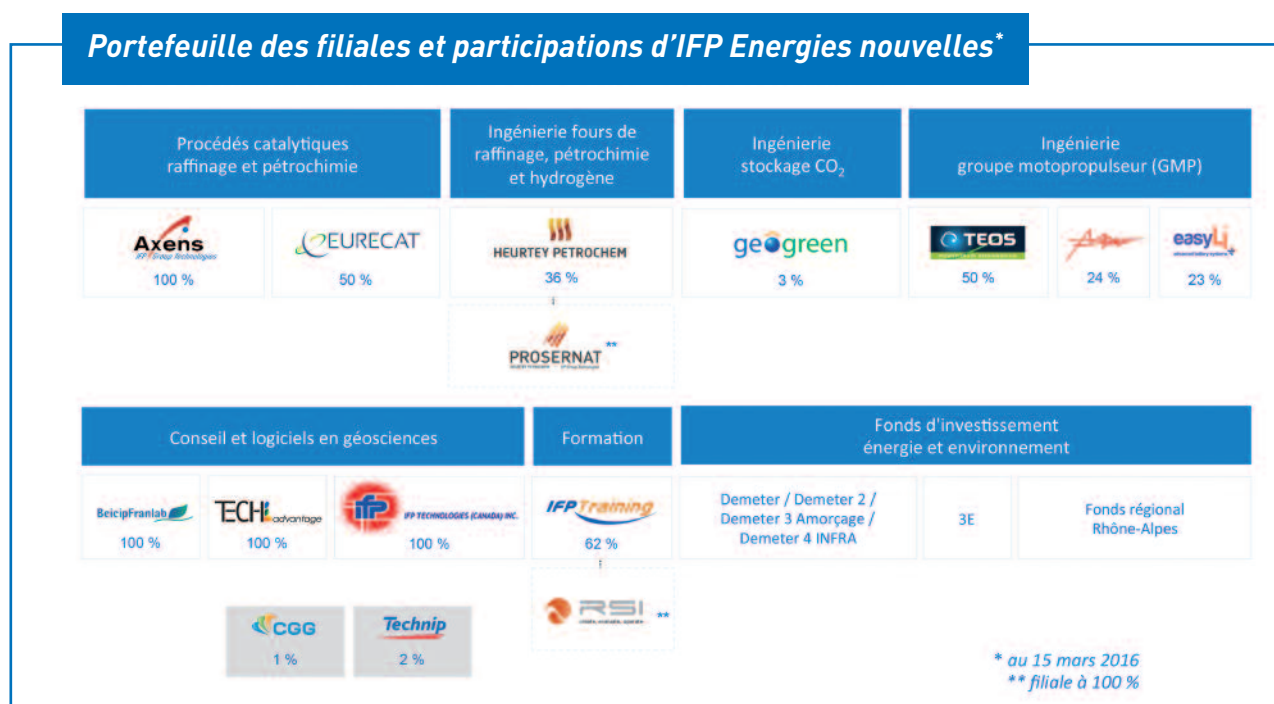 Portefeuille des filiales et participations d'IFP Energies nouvelles*
Procédés catalytiques
raffinage et pétrochimie
Ingénierie fours de
raffinage, pétrochimie
et hydrogène
Ingénierie
stockage CO₂
Ingénierie
groupe motopropulseur (GMP)
Axens
IFP Group Technologies
100 %
EURECAT
50 %
HEURTEY PETROCHEM
36 %
PROSERNAT **
geogreen
3 %
TEOS
50 %
24 %
easyLi+
23 %
Conseil et logiciels en géosciences
Formation
Fonds d'investissement
énergie et environnement
BeicipFranlab
100 %
TECH advantage
100 %
ifp IFP TECHNOLOGIES (CANADA) INC.
100 %
IFP Training
62 %
RSI **
Demeter / Demeter 2 /
Demeter 3 Amorçage /
Demeter 4 INFRA
3E
Fonds régional
Rhône-Alpes
CGG
1 %
Technip
2 %
* au 15 mars 2016
** filiale à 100 %